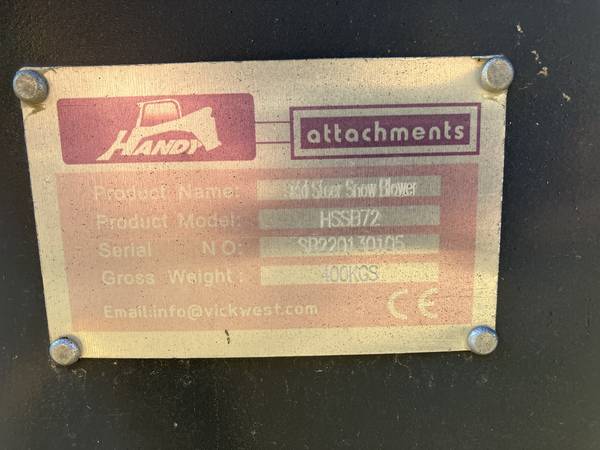 HANDY
attachments
Product Name: Skid Steer Snow Blower
Product Model: HSSB72
Serial NO: SB220130105
Gross Weight: 400KGS
Email:info@vickwest.com
CE